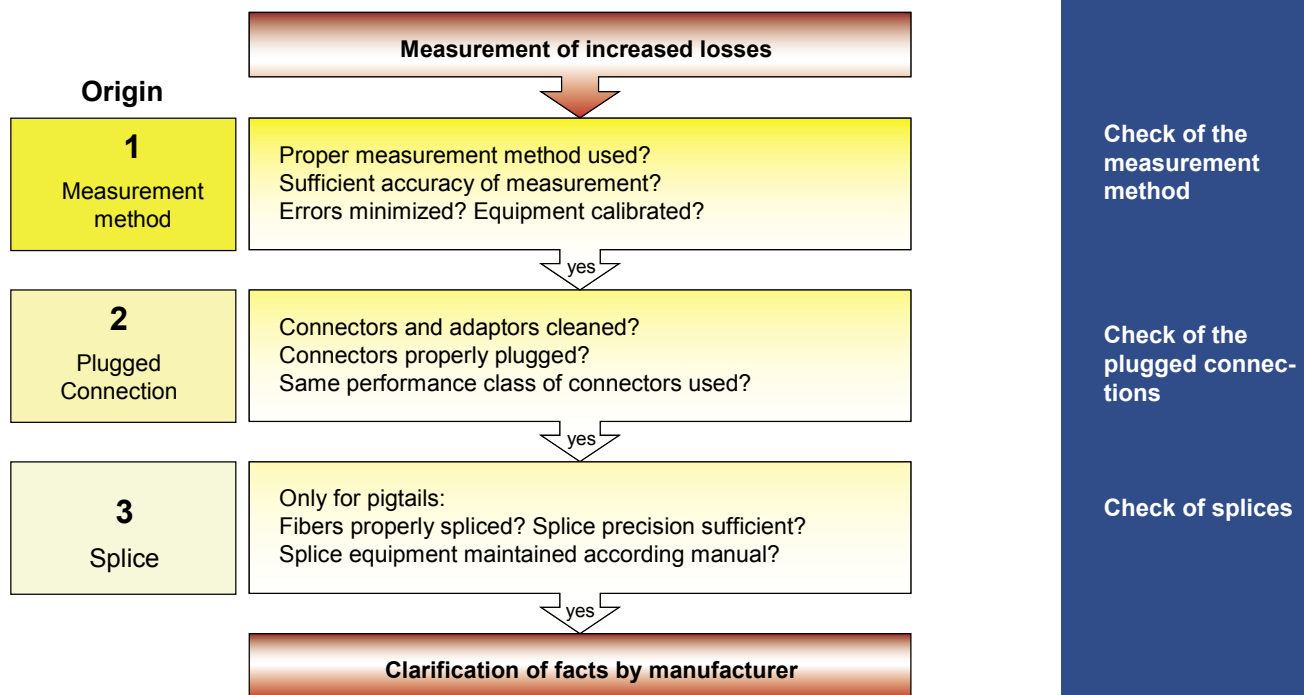 Measurement of increased losses
Origin
1
Measurement
method
Proper measurement method used?
Sufficient accuracy of measurement?
Errors minimized? Equipment calibrated?
Check of the
measurement
method
yes
2
Plugged
Connection
Connectors and adaptors cleaned?
Connectors properly plugged?
Same performance class of connectors used?
Check of the
plugged connec-
tions
yes
3
Splice
Only for pigtails:
Fibers properly spliced? Splice precision sufficient?
Splice equipment maintained according manual?
Check of splices
yes
Clarification of facts by manufacturer